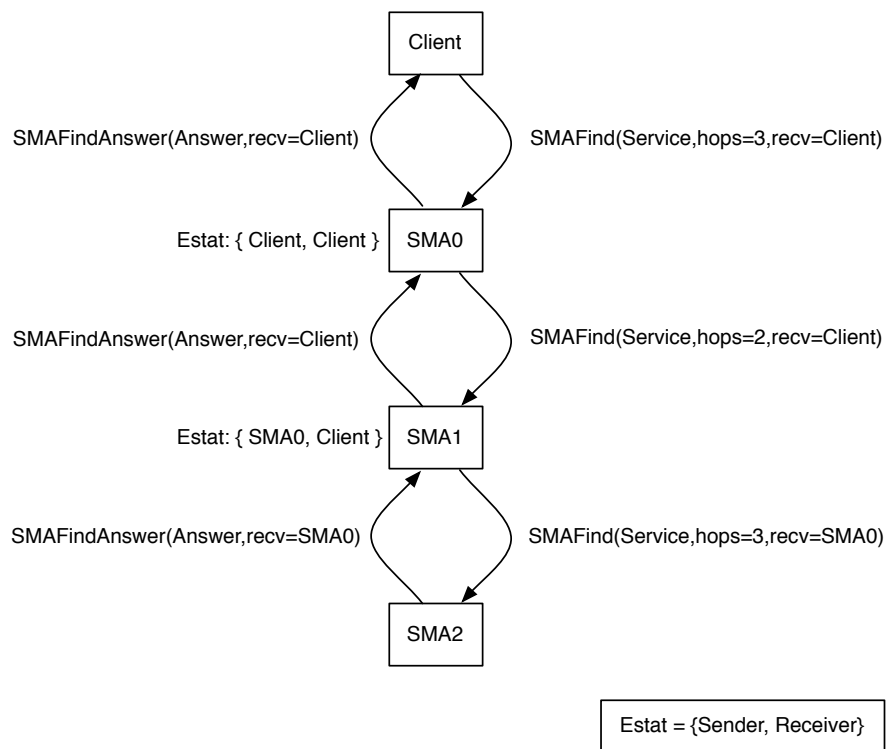 Client
SMAFindAnswer(Answer,recv=Client)
SMAFind(Service,hops=3,recv=Client)
Estat: { Client, Client }
SMA0
SMAFindAnswer(Answer,recv=Client)
SMAFind(Service,hops=2,recv=Client)
Estat: { SMA0, Client }
SMA1
SMAFindAnswer(Answer,recv=SMA0)
SMAFind(Service,hops=3,recv=SMA0)
SMA2
Estat = {Sender, Receiver}